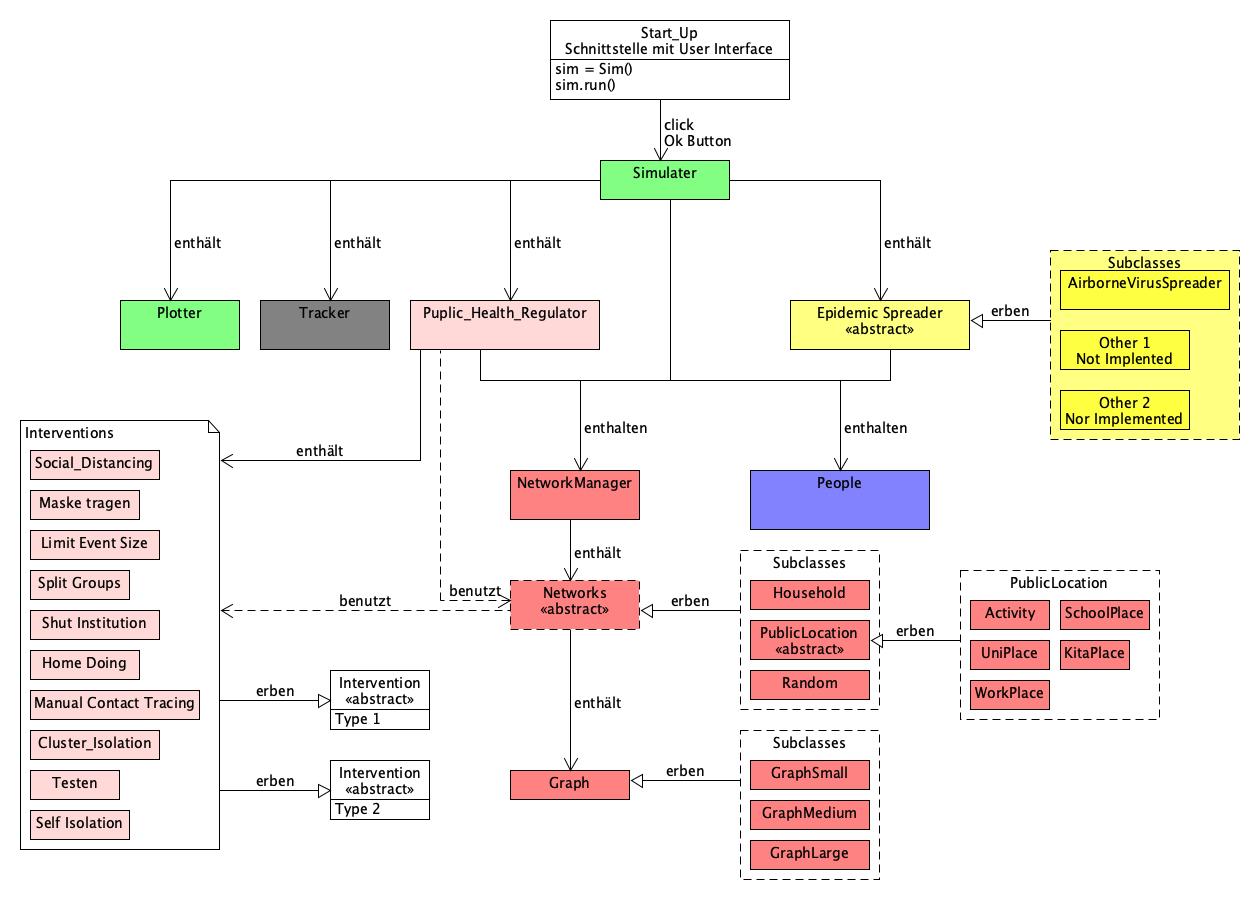 Start_Up
Schnittstelle mit User Interface
sim = Sim()
sim.run()
click
Ok Button
Simulater
enthält
enthält
enthält
enthält
Plotter
Tracker
Puplic_Health_Regulator
Epidemic Spreader
«abstract»
erben
Subclasses
AirborneVirusSpreader
Other 1
Not Implented
Other 2
Nor Implemented
enthält
enthalten
enthalten
Interventions
Social_Distancing
Maske tragen
Limit Event Size
Split Groups
Shut Institution
Home Doing
Manual Contact Tracing
Cluster_Isolation
Testen
Self Isolation
NetworkManager
People
enthält
benutzt
benutzt
Networks
«abstract»
erben
Subclasses
Household
PublicLocation
«abstract»
Random
erben
PublicLocation
Activity
SchoolPlace
UniPlace
KitaPlace
WorkPlace
erben
Intervention
«abstract»
Type 1
erben
Intervention
«abstract»
Type 2
enthält
Graph
erben
Subclasses
GraphSmall
GraphMedium
GraphLarge